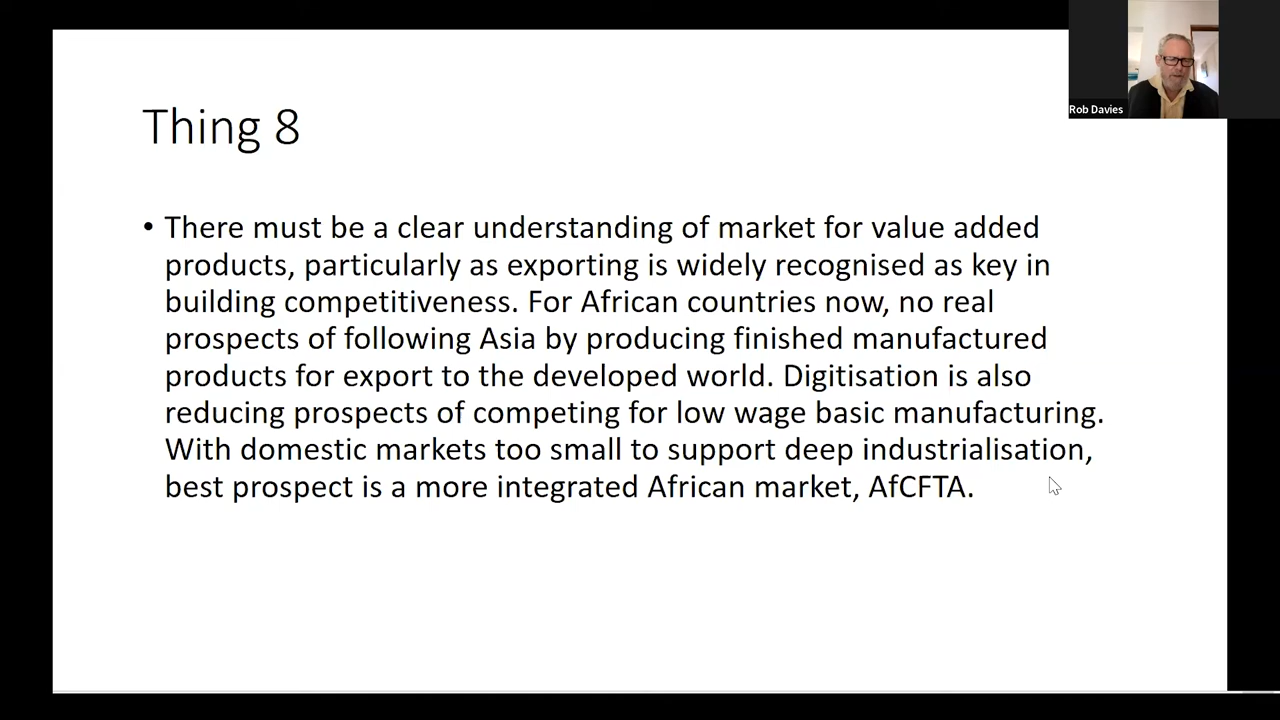 Rob Davies
Thing 8
• There must be a clear understanding of market for value added
products, particularly as exporting is widely recognised as key in
building competitiveness. For African countries now, no real
prospects of following Asia by producing finished manufactured
products for export to the developed world. Digitisation is also
reducing prospects of competing for low wage basic manufacturing.
With domestic markets too small to support deep industrialisation,
best prospect is a more integrated African market, AfCFTA.